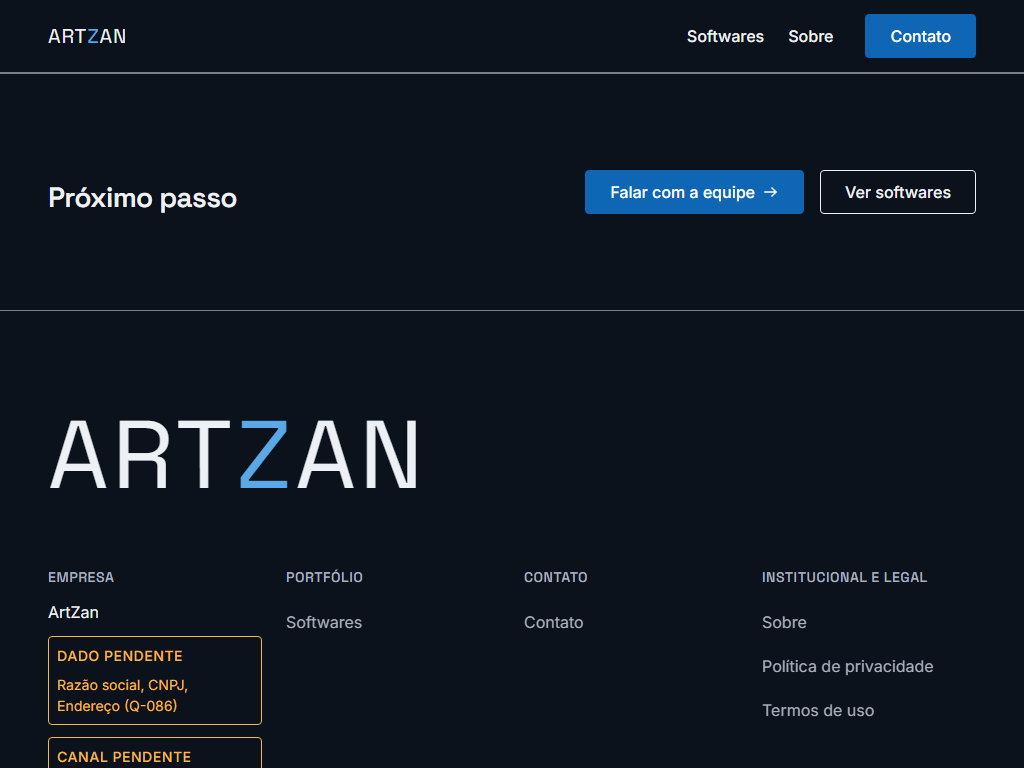 ARTZAN
Softwares
Sobre
Contato
Próximo passo
Falar com a equipe →
Ver softwares
ARTZAN
EMPRESA
ArtZan
DADO PENDENTE
Razão social, CNPJ,
Endereço (Q-086)
CANAL PENDENTE
PORTFÓLIO
Softwares
CONTATO
Contato
INSTITUCIONAL E LEGAL
Sobre
Política de privacidade
Termos de uso